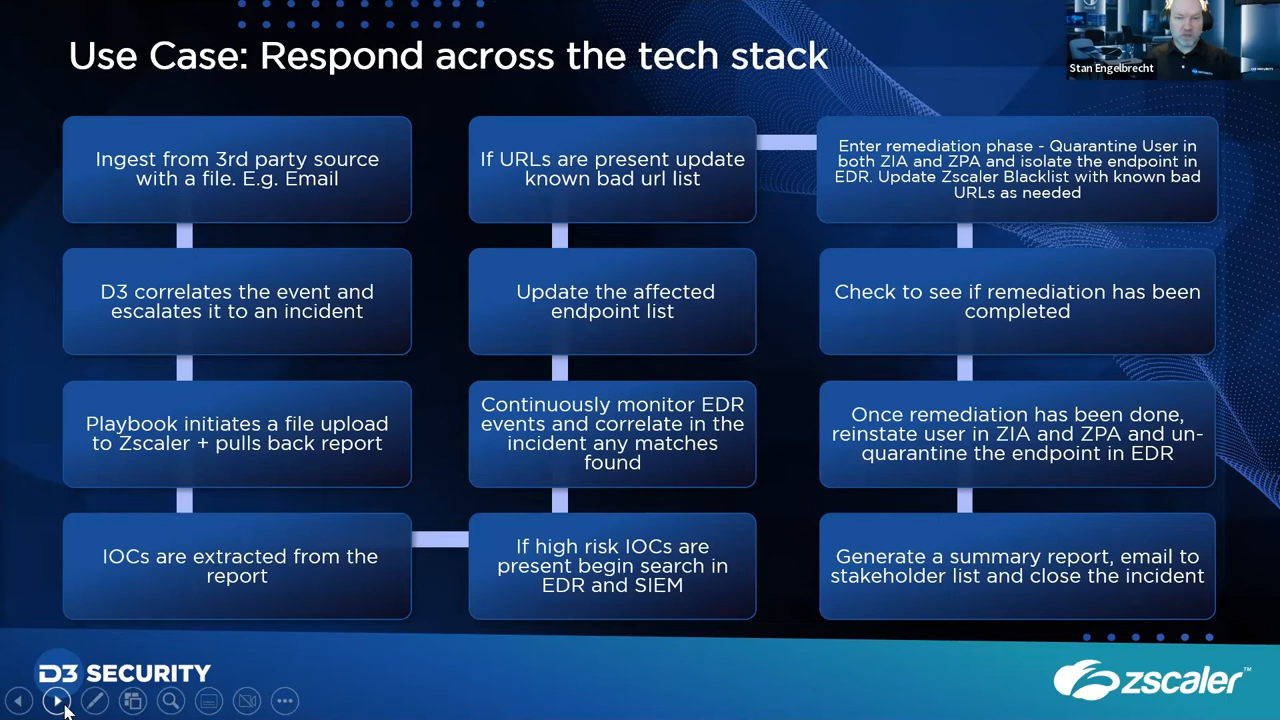 Use Case: Respond across the tech stack
Stan Engelbrecht
Ingest from 3rd party source
with a file. E.g. Email
D3 correlates the event and
escalates it to an incident
Playbook initiates a file upload
to Zscaler + pulls back report
IOCs are extracted from the
report
If high risk IOCs are
present begin search in
EDR and SIEM
Continuously monitor EDR
events and correlate in the
incident any matches
found
Update the affected
endpoint list
If URLs are present update
known bad url list
Enter remediation phase - Quarantine User in
both ZIA and ZPA and isolate the endpoint in
EDR. Update Zscaler Blacklist with known bad
URLs as needed
Check to see if remediation has been
completed
Once remediation has been done,
reinstate user in ZIA and ZPA and un-
quarantine the endpoint in EDR
Generate a summary report, email to
stakeholder list and close the incident
D3 SECURITY
zscaler™